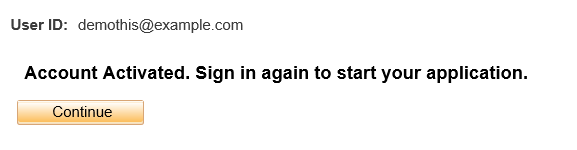 User ID: demothis@example.com
Account Activated. Sign in again to start your application.
Continue